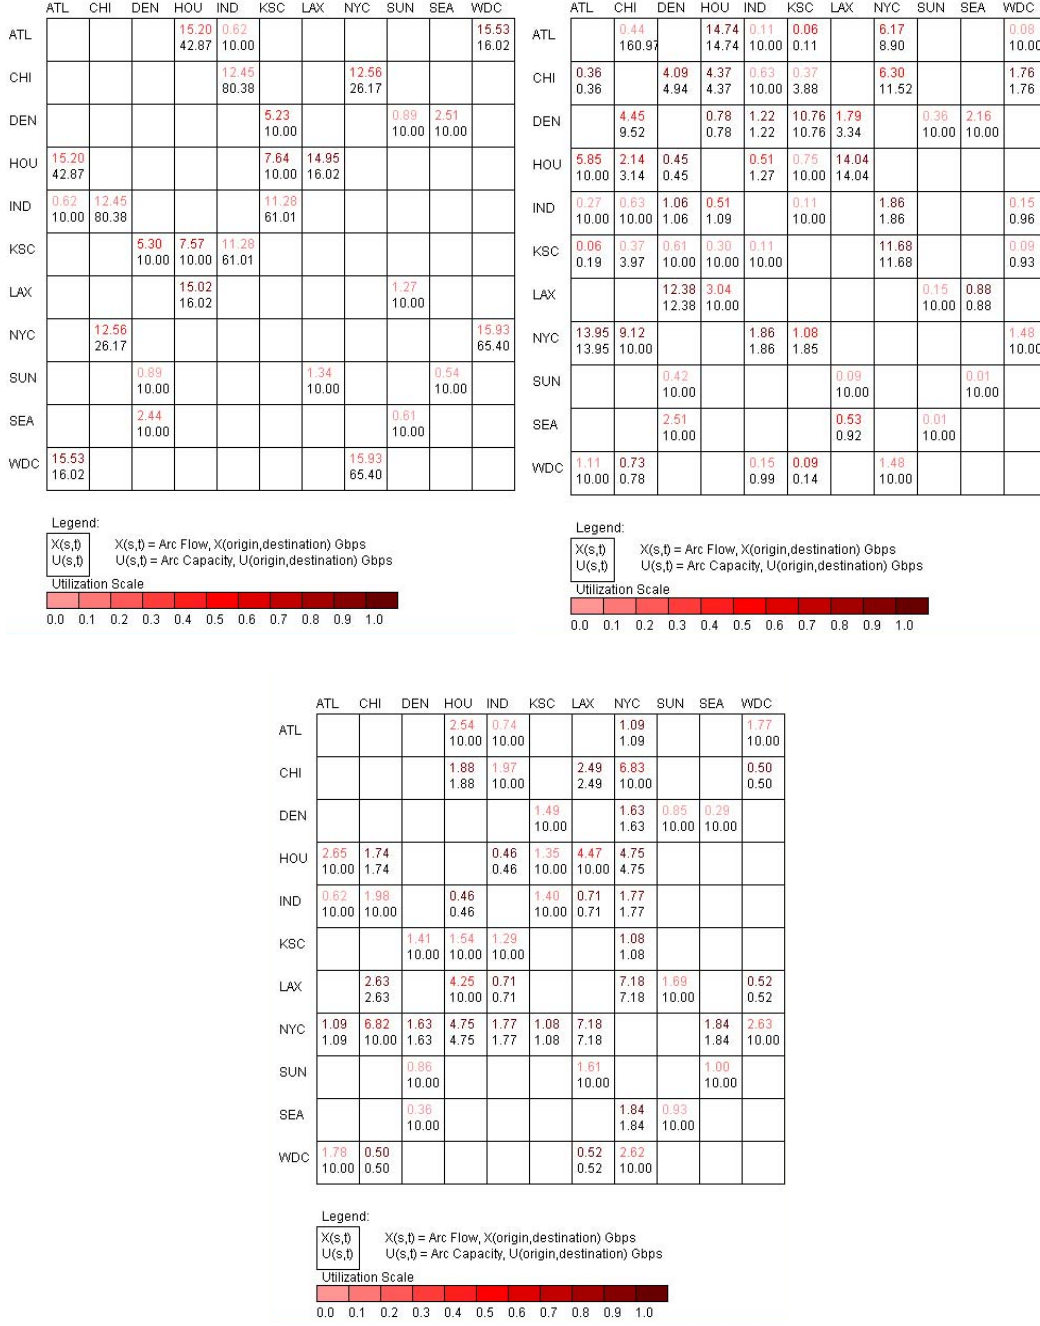 ATL CHI DEN HOU IND KSC LAX NYC SUN SEA WDC
ATL 15.20 0.62 15.53
42.87 10.00 16.02
CHI 12.45 12.56
80.38 26.17
DEN 5.23 0.89 2.51
10.00 10.00 10.00
HOU 15.20 7.64 14.95
42.87 10.00 16.02
IND 0.62 12.45 11.28
10.00 80.38 61.01
KSC 5.30 7.57 11.28
10.00 10.00 61.01
LAX 15.02 1.27
16.02 10.00
NYC 12.56 15.93
26.17 65.40
SUN 0.89 1.34 0.54
10.00 10.00 10.00
SEA 2.44 0.61
10.00 10.00
WDC 15.53 15.93
16.02 65.40
Legend:
X(s,t) X(s,t) = Arc Flow, X(origin,destination) Gbps
U(s,t) U(s,t) = Arc Capacity, U(origin,destination) Gbps
Utilization Scale
0.0 0.1 0.2 0.3 0.4 0.5 0.6 0.7 0.8 0.9 1.0
ATL CHI DEN HOU IND KSC LAX NYC SUN SEA WDC
ATL 0.44 14.74 0.11 0.06 6.17 0.08
160.97 14.74 10.00 0.11 8.90 10.00
CHI 0.36 4.09 4.37 0.63 0.37 6.30 1.76
0.36 4.94 4.37 10.00 3.88 11.52 1.76
DEN 4.45 0.78 1.22 10.76 1.79 0.36 2.16
9.52 0.78 1.22 10.76 3.34 10.00 10.00
HOU 5.85 2.14 0.45 0.51 0.75 14.04
10.00 3.14 0.45 1.27 10.00 14.04
IND 0.27 0.63 1.06 0.51 0.11 1.86 0.15
10.00 10.00 1.06 1.09 10.00 1.86 0.96
KSC 0.06 0.37 0.61 0.30 0.11 11.68 0.09
0.19 3.97 10.00 10.00 10.00 11.68 0.93
LAX 12.38 3.04 0.15 0.88
12.38 10.00 10.00 0.88
NYC 13.95 9.12 1.86 1.08 1.48
13.95 10.00 1.86 1.85 10.00
SUN 0.42 0.09 0.01
10.00 10.00 10.00
SEA 2.51 0.53 0.01
10.00 0.92 10.00
WDC 1.11 0.73 0.15 0.09 1.48
10.00 0.78 0.99 0.14 10.00
Legend:
X(s,t) X(s,t) = Arc Flow, X(origin,destination) Gbps
U(s,t) U(s,t) = Arc Capacity, U(origin,destination) Gbps
Utilization Scale
0.0 0.1 0.2 0.3 0.4 0.5 0.6 0.7 0.8 0.9 1.0
ATL CHI DEN HOU IND KSC LAX NYC SUN SEA WDC
ATL 2.54 0.74 1.09 1.77
10.00 10.00 1.09 10.00
CHI 1.88 1.97 2.49 6.83 0.50
1.88 10.00 2.49 10.00 0.50
DEN 1.49 1.63 0.85 0.29
10.00 1.63 10.00 10.00
HOU 2.65 1.74 0.46 1.35 4.47 4.75
10.00 1.74 0.46 10.00 10.00 4.75
IND 0.62 1.98 0.46 1.40 0.71 1.77
10.00 10.00 0.46 10.00 0.71 1.77
KSC 1.41 1.54 1.29 1.08
10.00 10.00 10.00 1.08
LAX 2.63 4.25 0.71 7.18 1.69 0.52
2.63 10.00 0.71 7.18 10.00 0.52
NYC 1.09 6.82 1.63 4.75 1.77 1.08 7.18 1.84 2.63
1.09 10.00 1.63 4.75 1.77 1.08 7.18 1.84 10.00
SUN 0.86 1.61 1.00
10.00 10.00 10.00
SEA 0.36 1.84 0.93
10.00 1.84 10.00
WDC 1.78 0.50 0.52 2.62
10.00 0.50 0.52 10.00
Legend:
X(s,t) X(s,t) = Arc Flow, X(origin,destination) Gbps
U(s,t) U(s,t) = Arc Capacity, U(origin,destination) Gbps
Utilization Scale
0.0 0.1 0.2 0.3 0.4 0.5 0.6 0.7 0.8 0.9 1.0